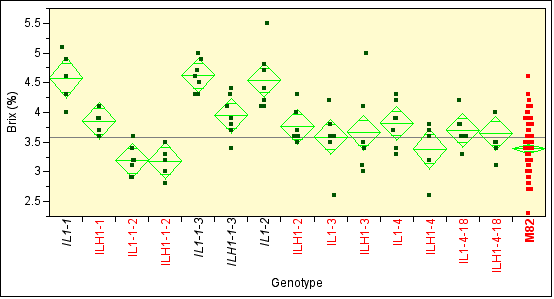 5.5
5
4.5
4
3.5
3
2.5
Brix (%)
IL1-1
ILH1-1
IL1-1-2
ILH1-1-2
IL1-1-3
ILH1-1-3
IL1-2
ILH1-2
IL1-3
ILH1-3
IL1-4
ILH1-4
IL1-4-18
ILH1-4-18
M82
Genotype